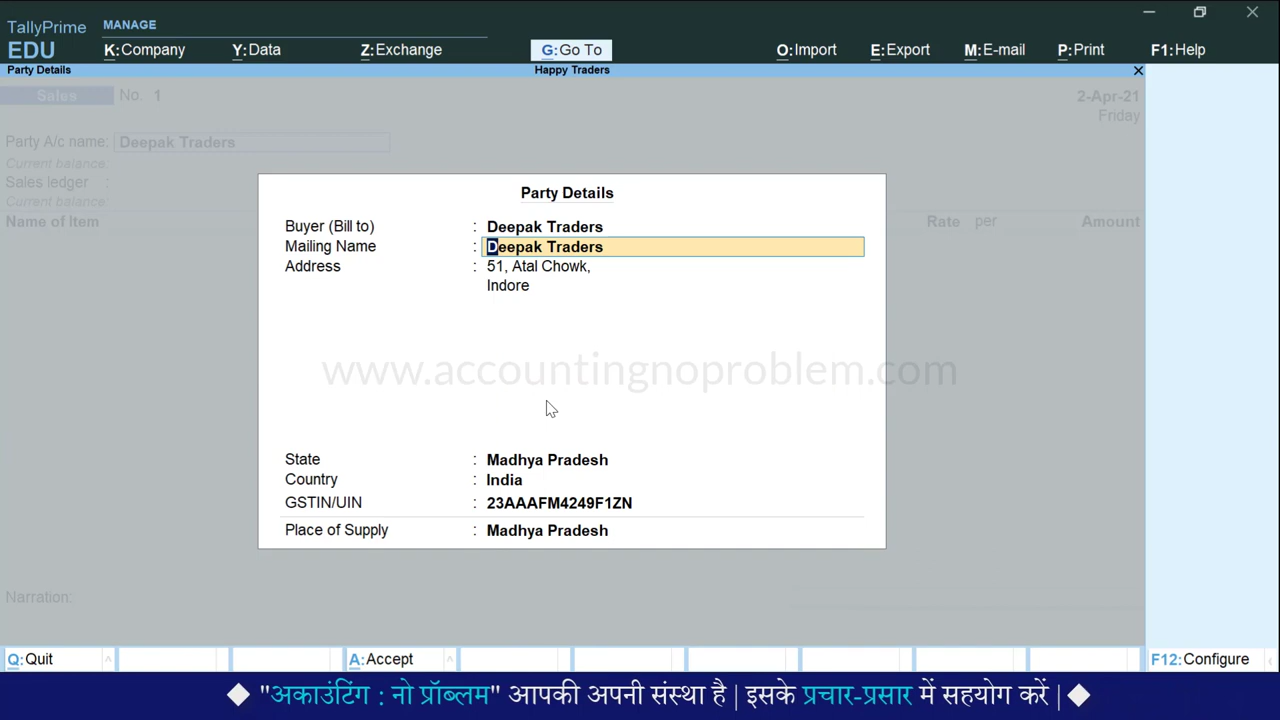 TallyPrime MANAGE
EDU K:Company Y:Data Z:Exchange G:Go To O:Import E:Export M:E-mail P:Print F1:Help
Party Details Happy Traders
Sales No. 1 2-Apr-21
Friday
Party A/c name: Deepak Traders
Current balance :
Sales ledger :
Current balance :
Name of Item Rate per Amount
Party Details
Buyer (Bill to) : Deepak Traders
Mailing Name : Deepak Traders
Address : 51, Atal Chowk,
Indore
www.accountingnoproblem.com
State : Madhya Pradesh
Country : India
GSTIN/UIN : 23AAAFM4249F1ZN
Place of Supply : Madhya Pradesh
Narration:
Q:Quit A:Accept F12:Configure
"अकाउंटिंग : नो प्रॉब्लम" आपकी अपनी संस्था है | इसके प्रचार-प्रसार में सहयोग करें |